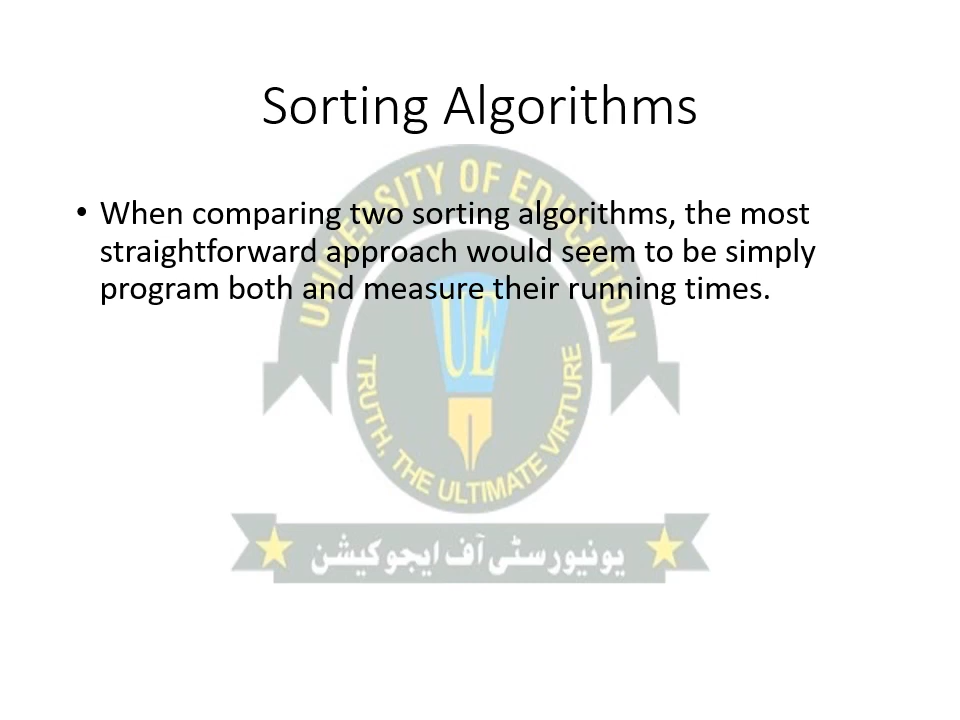 Sorting Algorithms
• When comparing two sorting algorithms, the most
straightforward approach would seem to be simply
program both and measure their running times.
UNIVERSITY OF EDUCATION
UE
TRUTH, THE ULTIMATE VIRTURE
یونیورسٹی آف ایجوکیشن